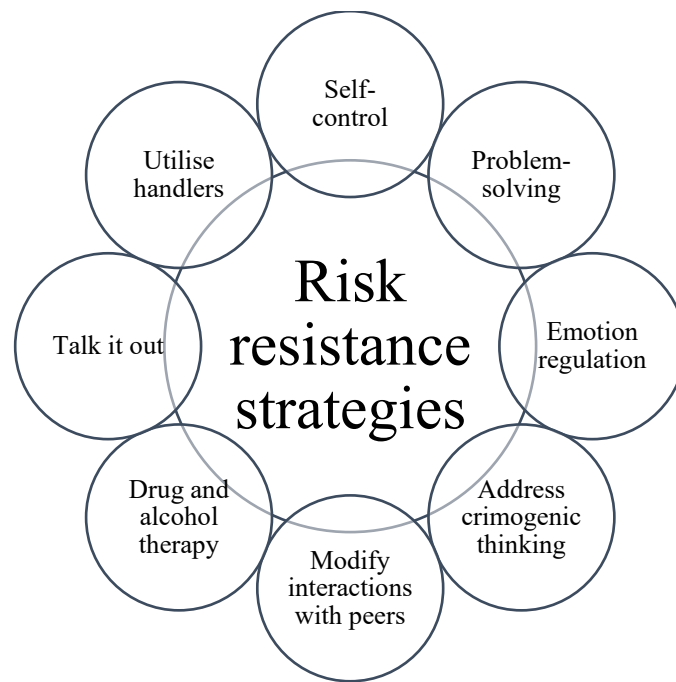 Self-
control
Problem-
solving
Emotion
regulation
Address
crimogenic
thinking
Modify
interactions
with peers
Drug and
alcohol
therapy
Talk it out
Utilise
handlers
Risk
resistance
strategies